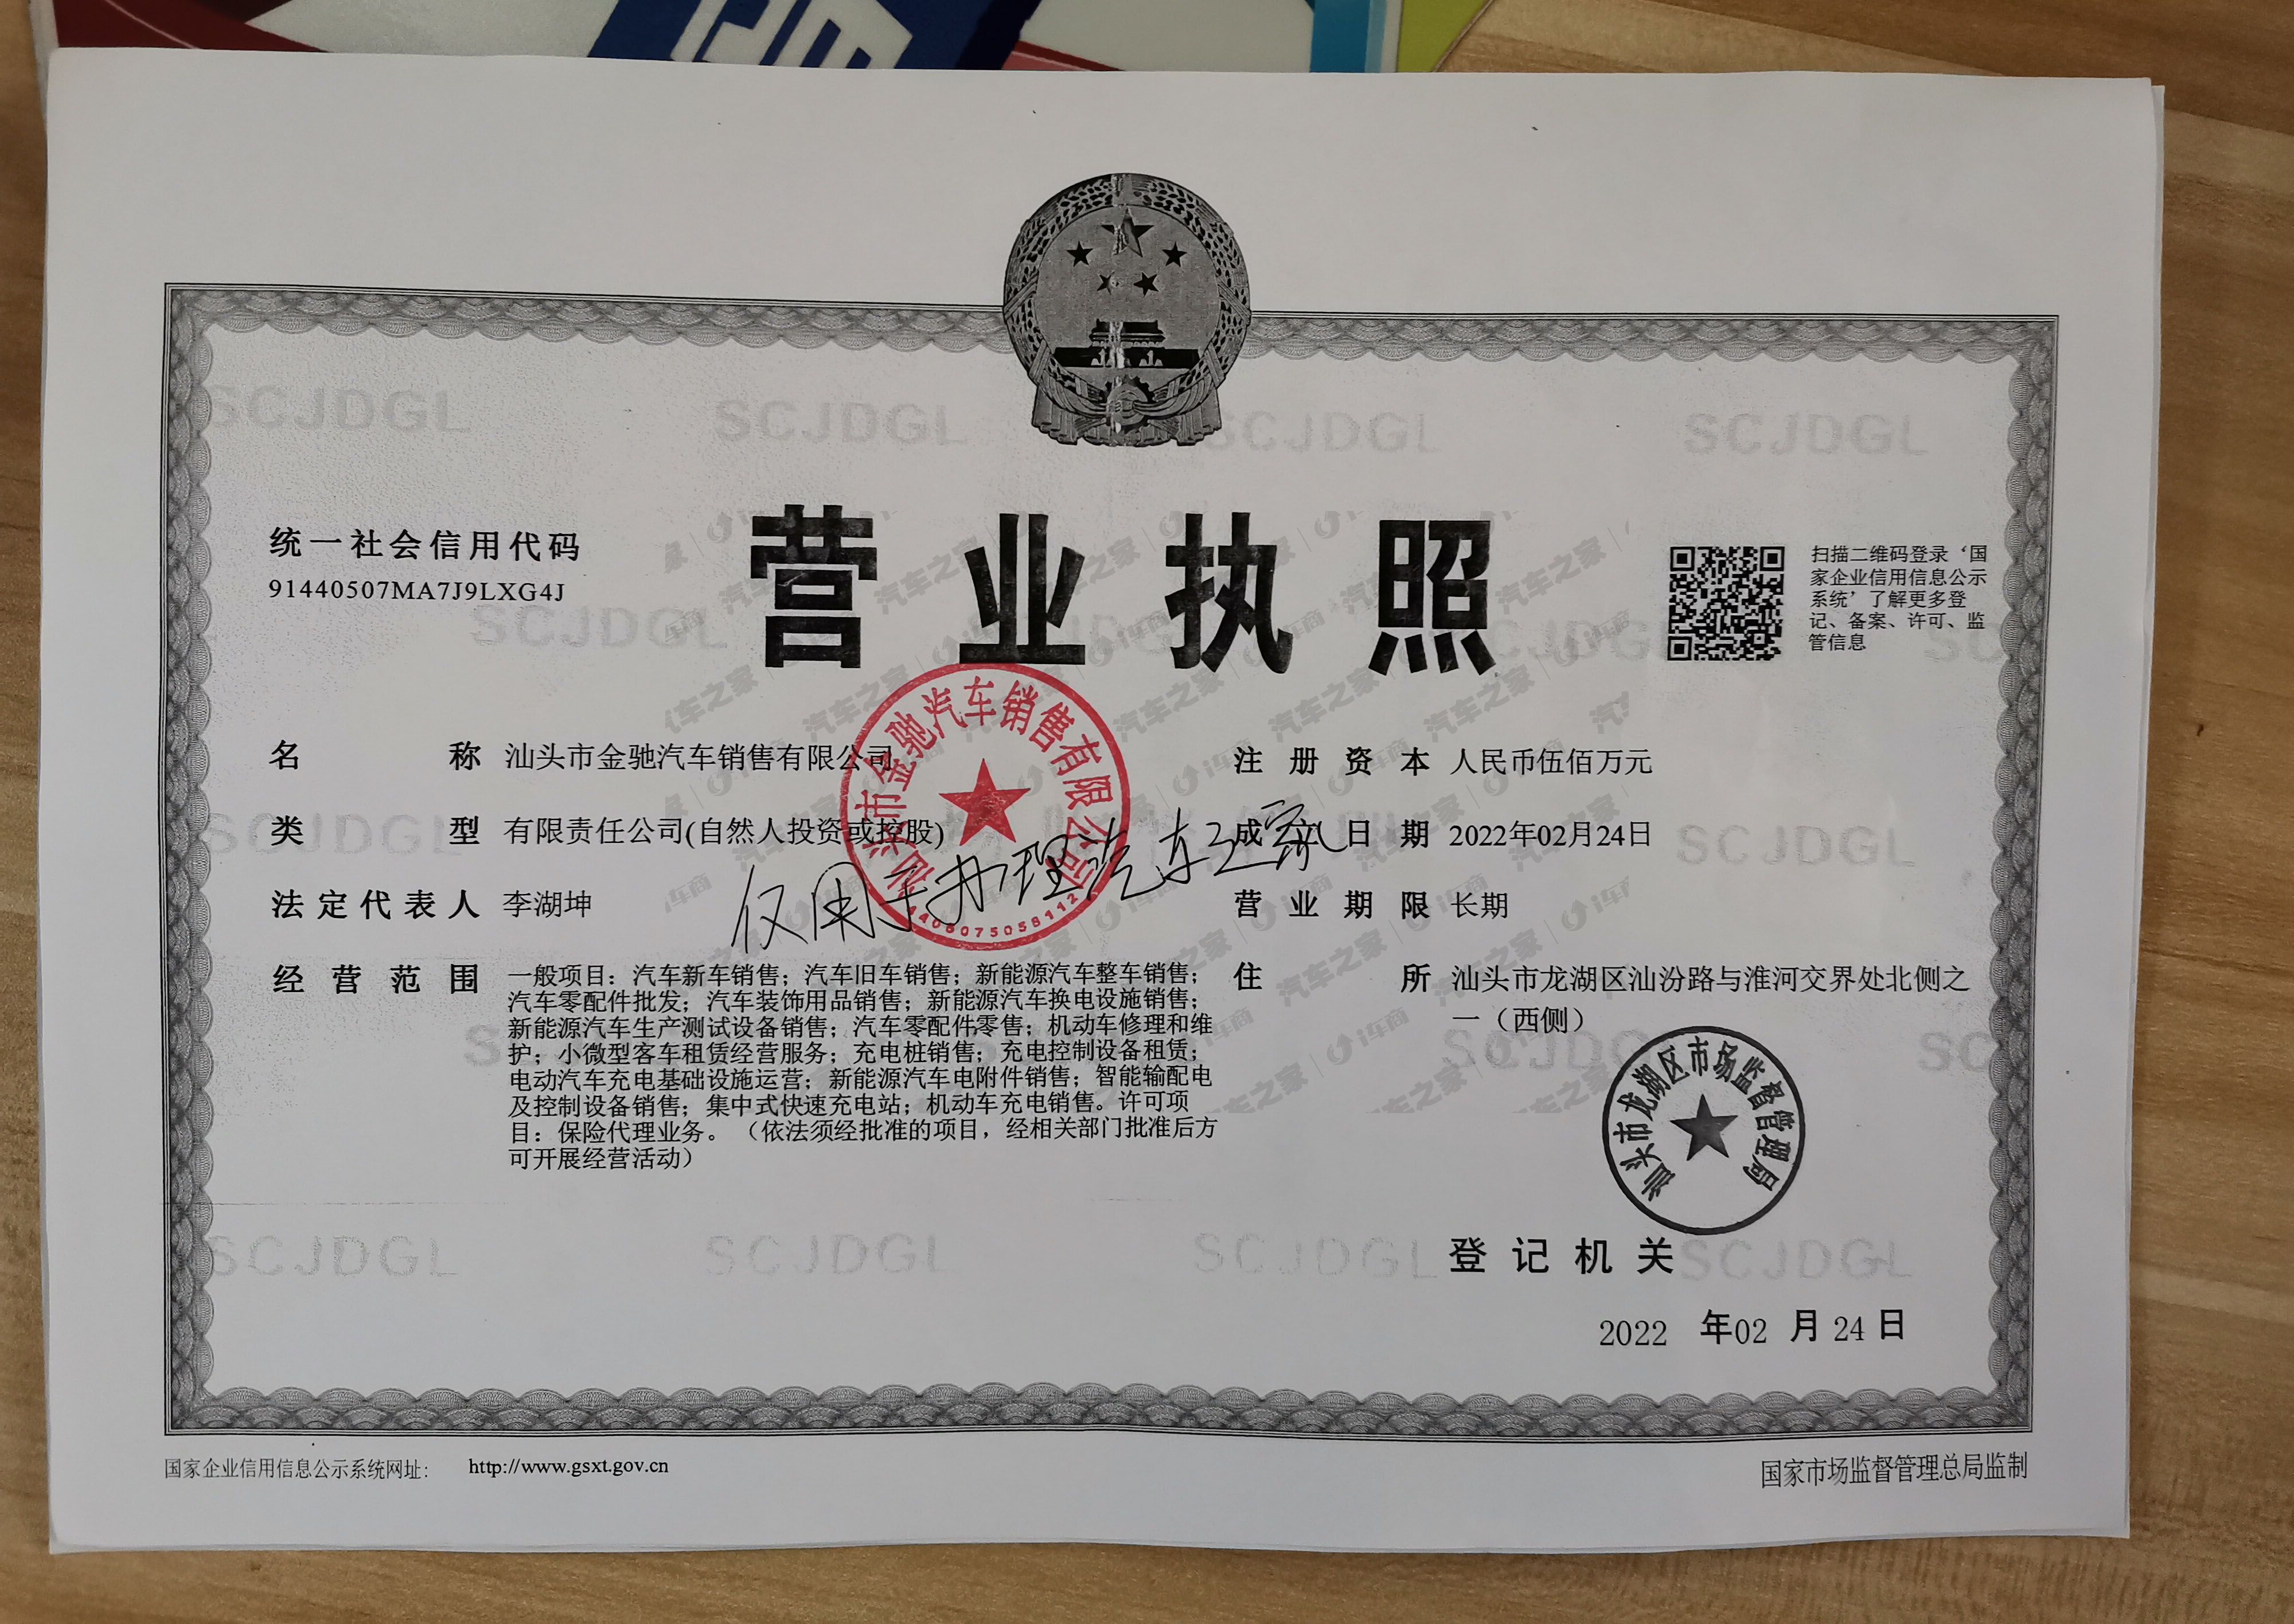 统一社会信用代码
91440507MA7J9LXG4J
营业执照
扫描二维码登录‘国
家企业信用信息公示
系统’了解更多登
记、备案、许可、监
管信息
名称 汕头市金驰汽车销售有限公司
类型 有限责任公司(自然人投资或控股)
法定代表人 李湖坤
经营范围 一般项目：汽车新车销售；汽车旧车销售；新能源汽车整车销售；
汽车零配件批发；汽车装饰用品销售；新能源汽车换电设施销售；
新能源汽车生产测试设备销售；汽车零配件零售；机动车修理和维
护；小微型客车租赁经营服务；充电桩销售；充电控制设备租赁；
电动汽车充电基础设施运营；新能源汽车电附件销售；智能输配电
及控制设备销售；集中式快速充电站；机动车充电销售。许可项
目：保险代理业务。（依法须经批准的项目，经相关部门批准后方
可开展经营活动）
注册资本 人民币伍佰万元
成立日期 2022年02月24日
营业期限 长期
住所 汕头市龙湖区汕汾路与淮河交界处北侧之
一（西侧）
汕头市金驰汽车销售有限公司
仅用于办理汽车之家
汕头市龙湖区市场监督管理局
登记机关
2022 年02 月24日
国家企业信用信息公示系统网址： http://www.gsxt.gov.cn
国家市场监督管理总局监制
SCJDGL
汽车之家
i车商